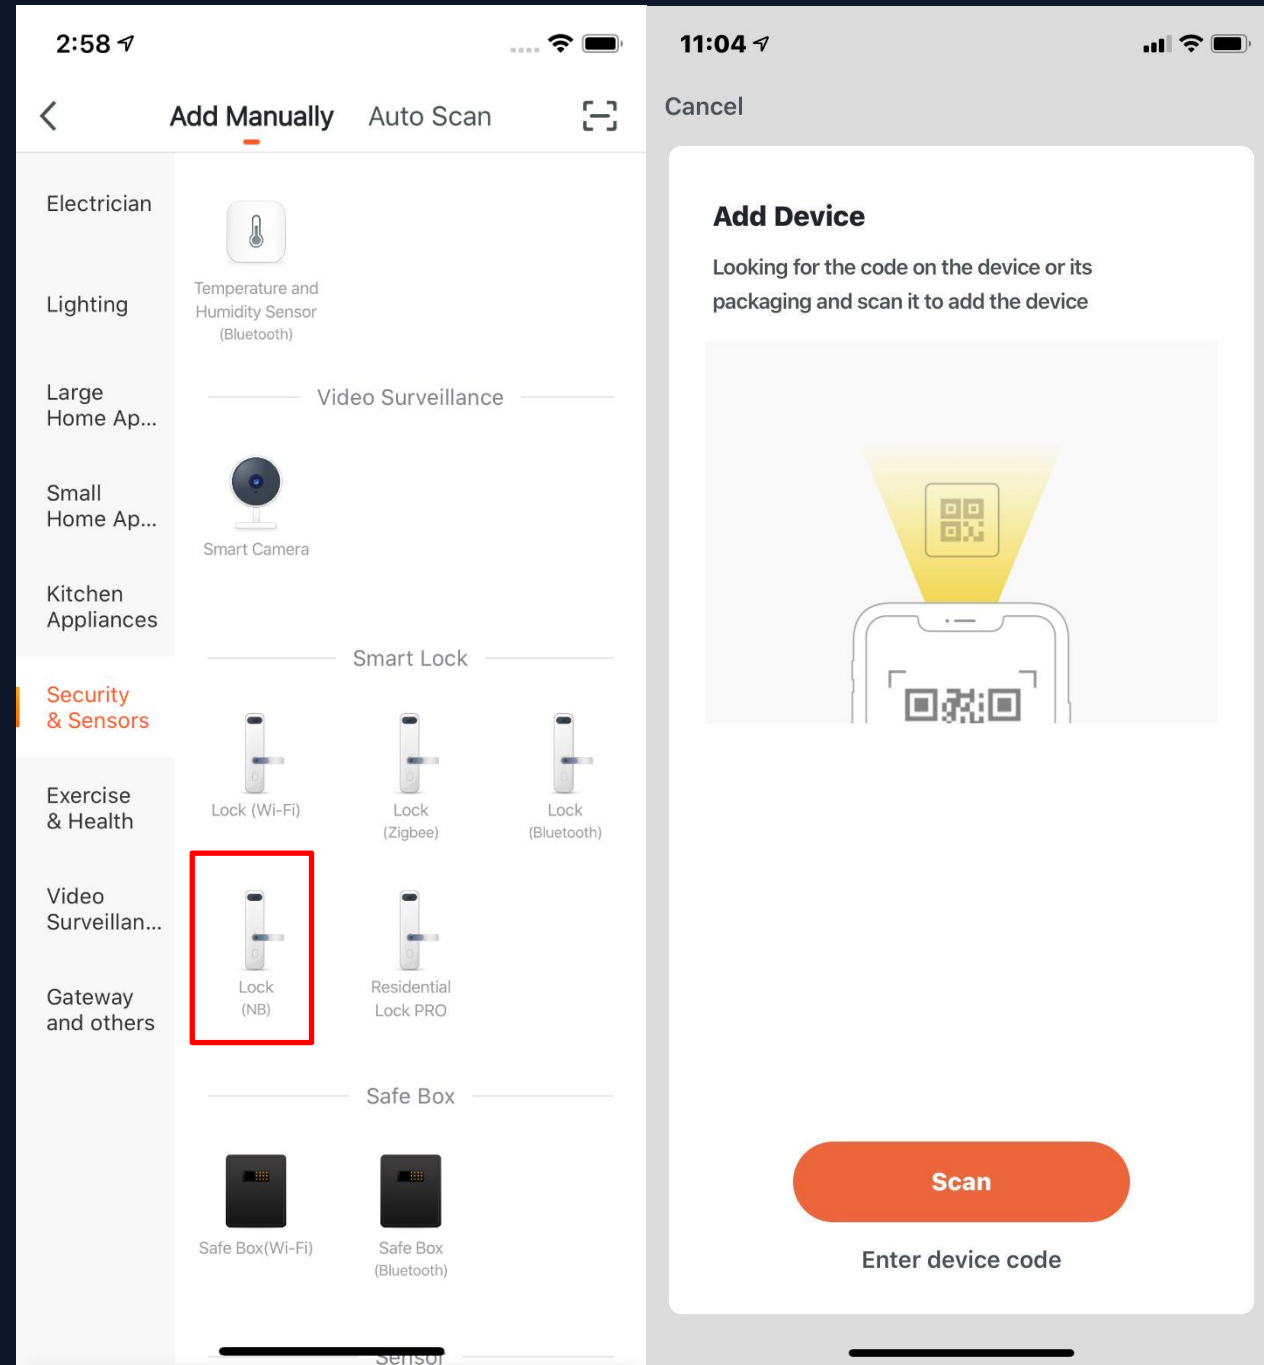 2:58
Add Manually Auto Scan
Electrician
Lighting
Large
Home Ap...
Small
Home Ap...
Kitchen
Appliances
Security
& Sensors
Exercise
& Health
Video
Surveillan...
Gateway
and others
Temperature and
Humidity Sensor
(Bluetooth)
Video Surveillance
Smart Camera
Smart Lock
Lock (Wi-Fi)
Lock
(Zigbee)
Lock
(Bluetooth)
Lock
(NB)
Residential
Lock PRO
Safe Box
Safe Box(Wi-Fi)
Safe Box
(Bluetooth)
Sensor
11:04
Cancel
Add Device
Looking for the code on the device or its
packaging and scan it to add the device
Scan
Enter device code